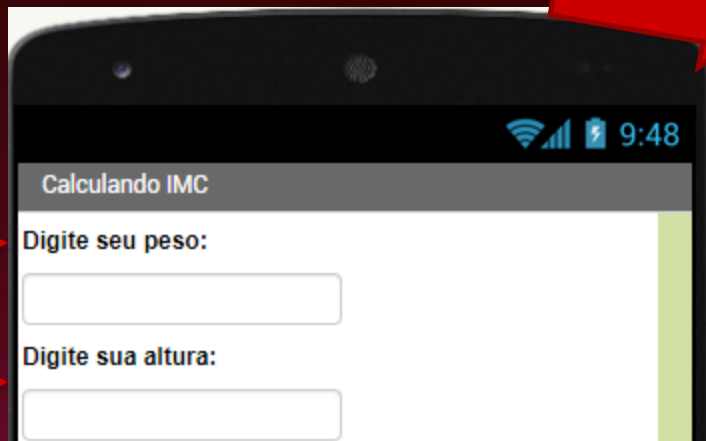 9:48
Calculando IMC
Digite seu peso:
Digite sua altura: